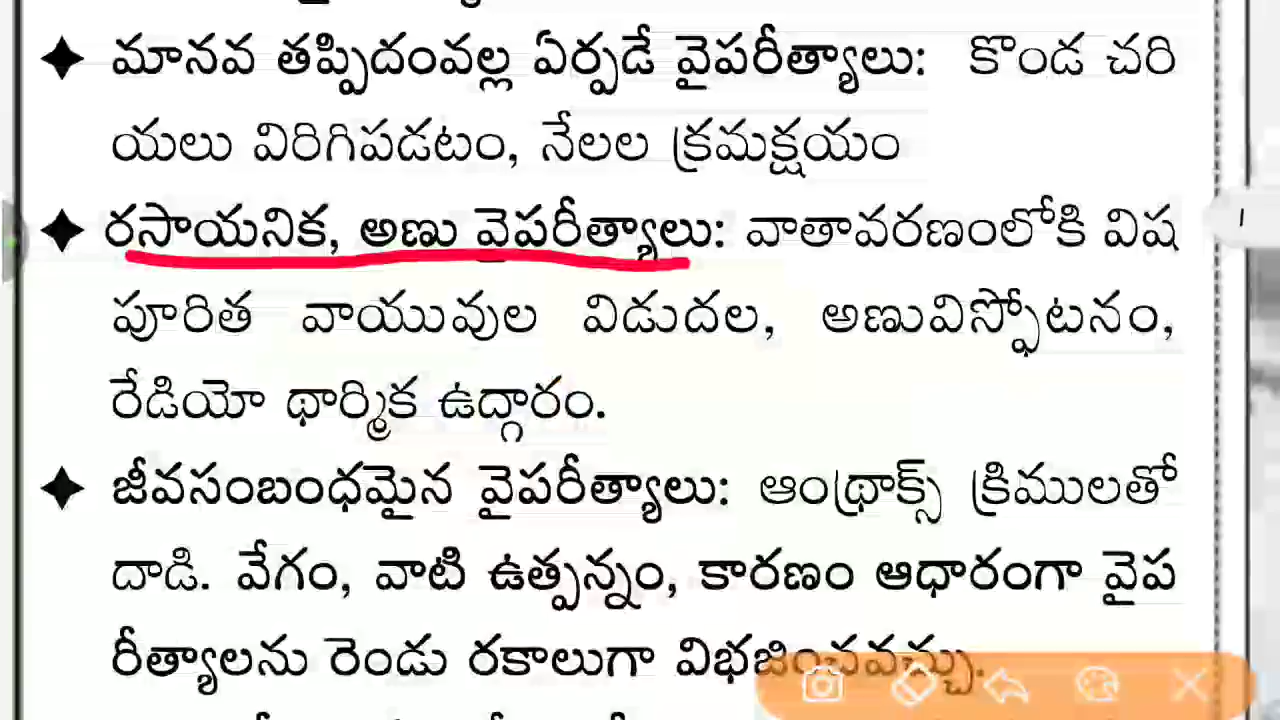 ✦ మానవ తప్పిదంవల్ల ఏర్పడే వైపరీత్యాలు: కొండ చరి
యలు విరిగిపడటం, నేలల క్రమక్షయం
✦ రసాయనిక, అణు వైపరీత్యాలు: వాతావరణంలోకి విష
పూరిత వాయువుల విడుదల, అణువిస్ఫోటనం,
రేడియో థార్మిక ఉద్గారం.
✦ జీవసంబంధమైన వైపరీత్యాలు: ఆంథ్రాక్స్ క్రిములతో
దాడి. వేగం, వాటి ఉత్పన్నం, కారణం ఆధారంగా వైప
రీత్యాలను రెండు రకాలుగా విభజించవచ్చు.